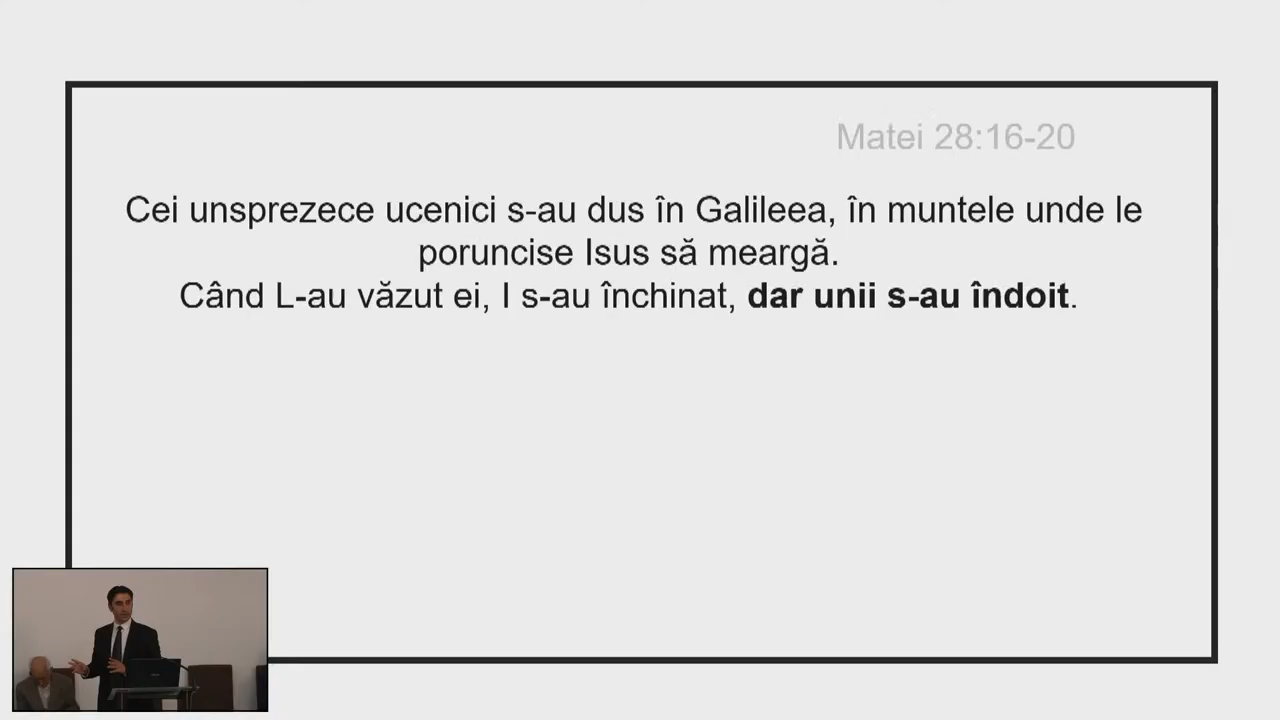 Matei 28:16-20
Cei unsprezece ucenici s-au dus în Galileea, în muntele unde le
poruncise Isus să meargă.
Când L-au văzut ei, I s-au închinat, dar unii s-au îndoit.